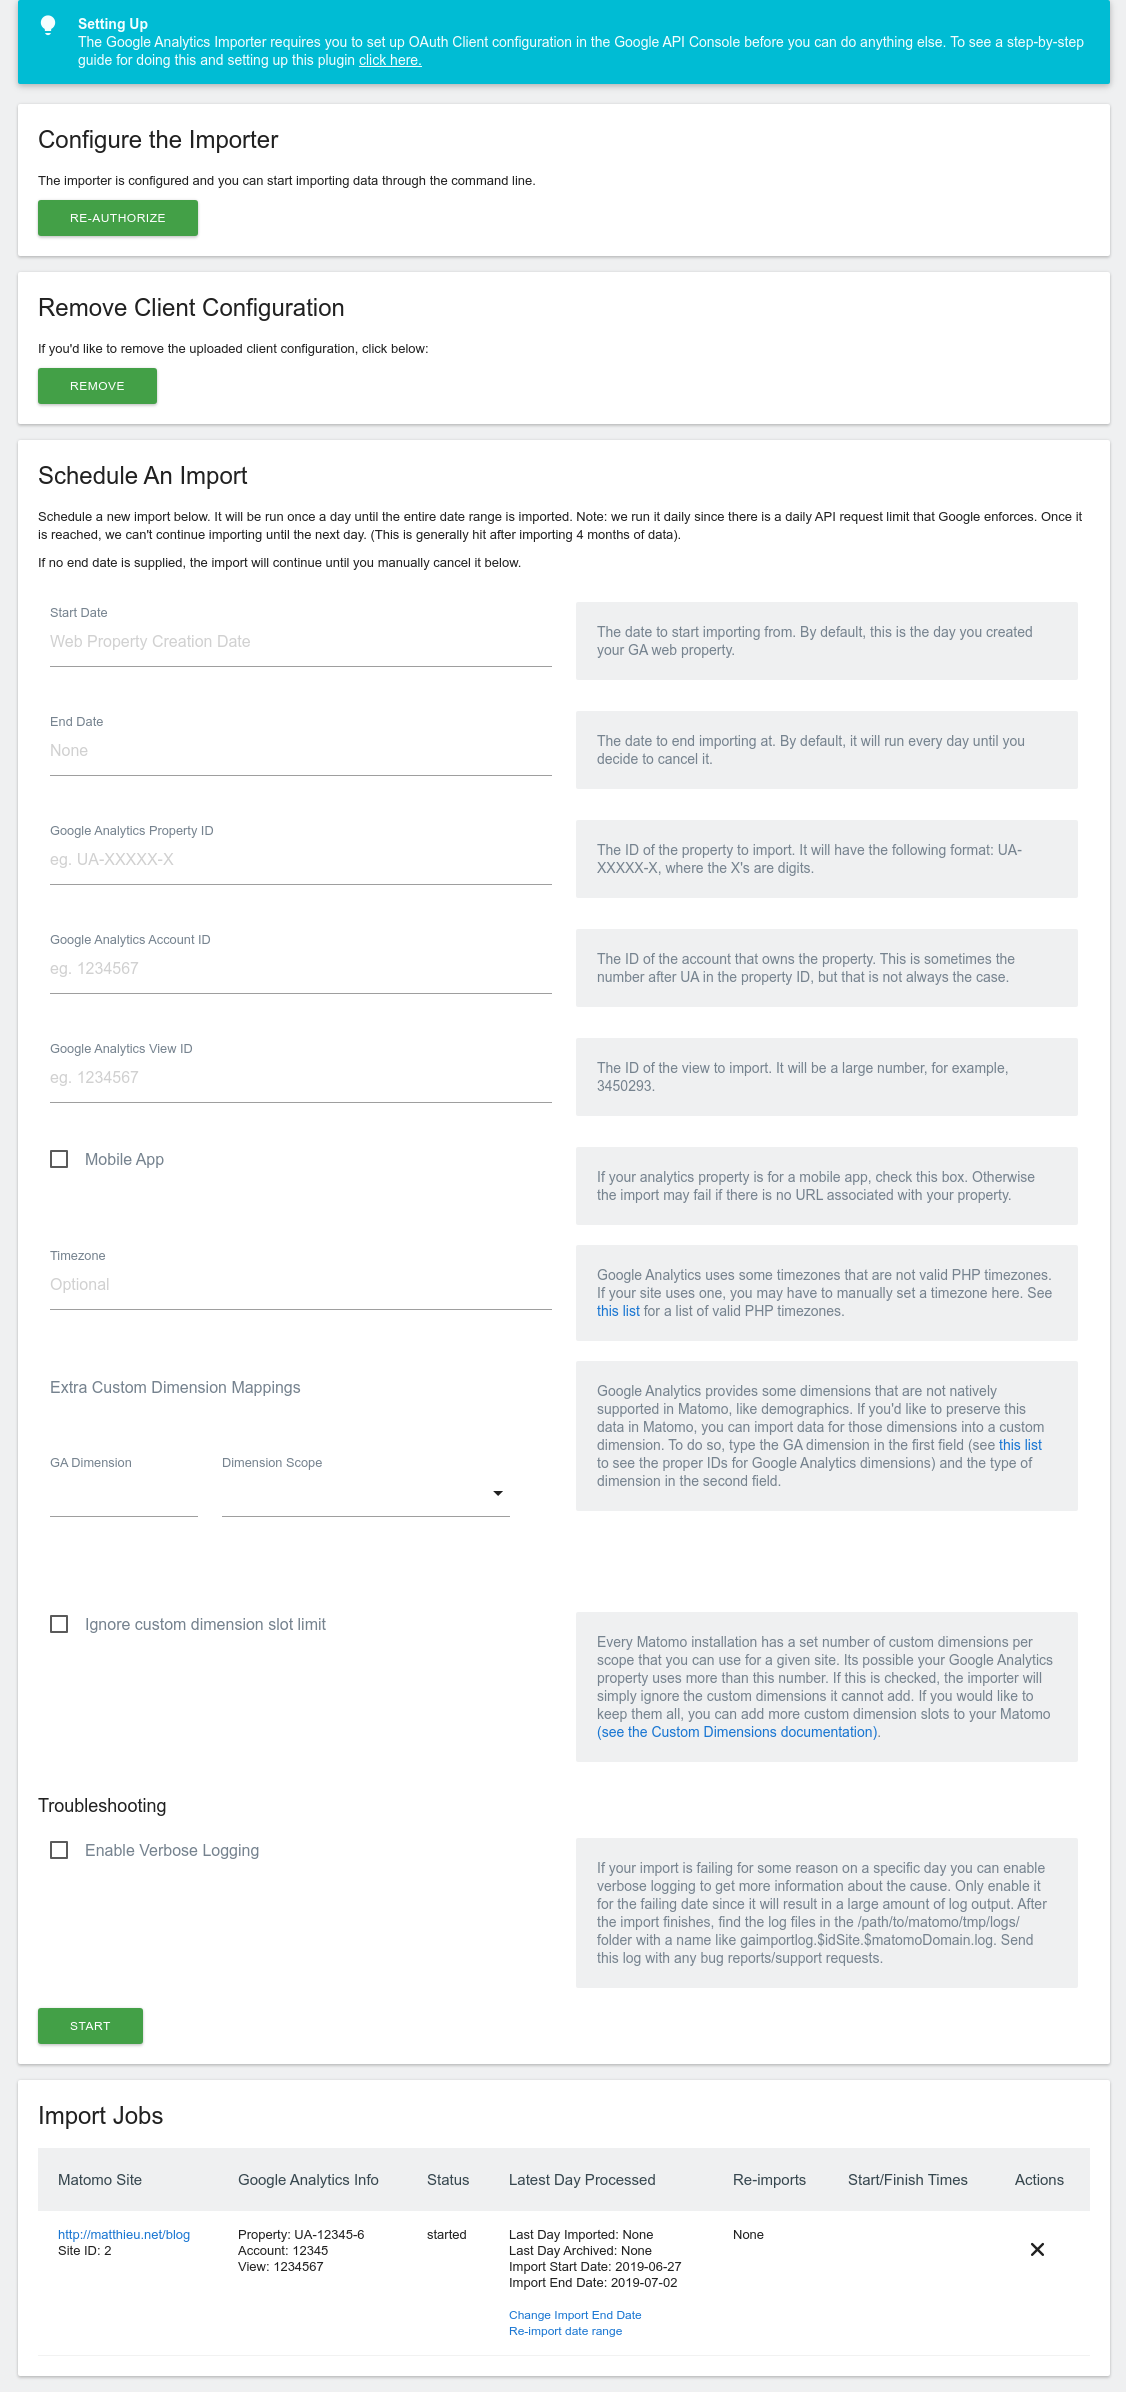 Setting Up
The Google Analytics Importer requires you to set up OAuth Client configuration in the Google API Console before you can do anything else. To see a step-by-step
guide for doing this and setting up this plugin click here.
Configure the Importer
The importer is configured and you can start importing data through the command line.
RE-AUTHORIZE
Remove Client Configuration
If you'd like to remove the uploaded client configuration, click below:
REMOVE
Schedule An Import
Schedule a new import below. It will be run once a day until the entire date range is imported. Note: we run it daily since there is a daily API request limit that Google enforces. Once it
is reached, we can't continue importing until the next day. (This is generally hit after importing 4 months of data).
If no end date is supplied, the import will continue until you manually cancel it below.
Start Date
Web Property Creation Date
The date to start importing from. By default, this is the day you created
your GA web property.
End Date
None
The date to end importing at. By default, it will run every day until you
decide to cancel it.
Google Analytics Property ID
eg. UA-XXXXX-X
The ID of the property to import. It will have the following format: UA-
XXXXX-X, where the X's are digits.
Google Analytics Account ID
eg. 1234567
The ID of the account that owns the property. This is sometimes the
number after UA in the property ID, but that is not always the case.
Google Analytics View ID
eg. 1234567
The ID of the view to import. It will be a large number, for example,
3450293.
Mobile App
If your analytics property is for a mobile app, check this box. Otherwise
the import may fail if there is no URL associated with your property.
Timezone
Optional
Google Analytics uses some timezones that are not valid PHP timezones.
If your site uses one, you may have to manually set a timezone here. See
this list for a list of valid PHP timezones.
Extra Custom Dimension Mappings
GA Dimension Dimension Scope
Google Analytics provides some dimensions that are not natively
supported in Matomo, like demographics. If you'd like to preserve this
data in Matomo, you can import data for those dimensions into a custom
dimension. To do so, type the GA dimension in the first field (see this list
to see the proper IDs for Google Analytics dimensions) and the type of
dimension in the second field.
Ignore custom dimension slot limit
Every Matomo installation has a set number of custom dimensions per
scope that you can use for a given site. Its possible your Google Analytics
property uses more than this number. If this is checked, the importer will
simply ignore the custom dimensions it cannot add. If you would like to
keep them all, you can add more custom dimension slots to your Matomo
(see the Custom Dimensions documentation).
Troubleshooting
Enable Verbose Logging
If your import is failing for some reason on a specific day you can enable
verbose logging to get more information about the cause. Only enable it
for the failing date since it will result in a large amount of log output. After
the import finishes, find the log files in the /path/to/matomo/tmp/logs/
folder with a name like gaimportlog.$idSite.$matomoDomain.log. Send
this log with any bug reports/support requests.
START
Import Jobs
Matomo Site Google Analytics Info Status Latest Day Processed Re-imports Start/Finish Times Actions
http://matthieu.net/blog Property: UA-12345-6 started Last Day Imported: None None
Site ID: 2 Account: 12345 Last Day Archived: None
View: 1234567 Import Start Date: 2019-06-27
Import End Date: 2019-07-02
Change Import End Date
Re-import date range